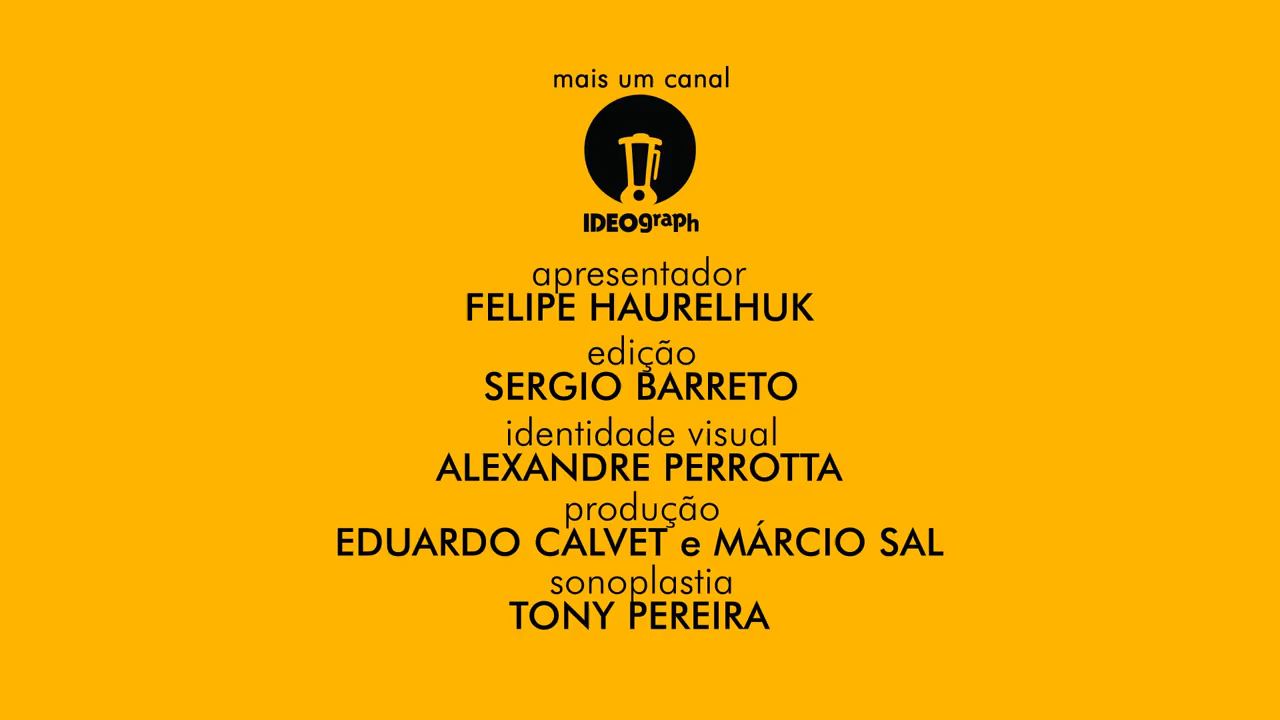 mais um canal
IDEOgraph
apresentador
FELIPE HAURELHUK
edição
SERGIO BARRETO
identidade visual
ALEXANDRE PERROTTA
produção
EDUARDO CALVET e MÁRCIO SAL
sonoplastia
TONY PEREIRA